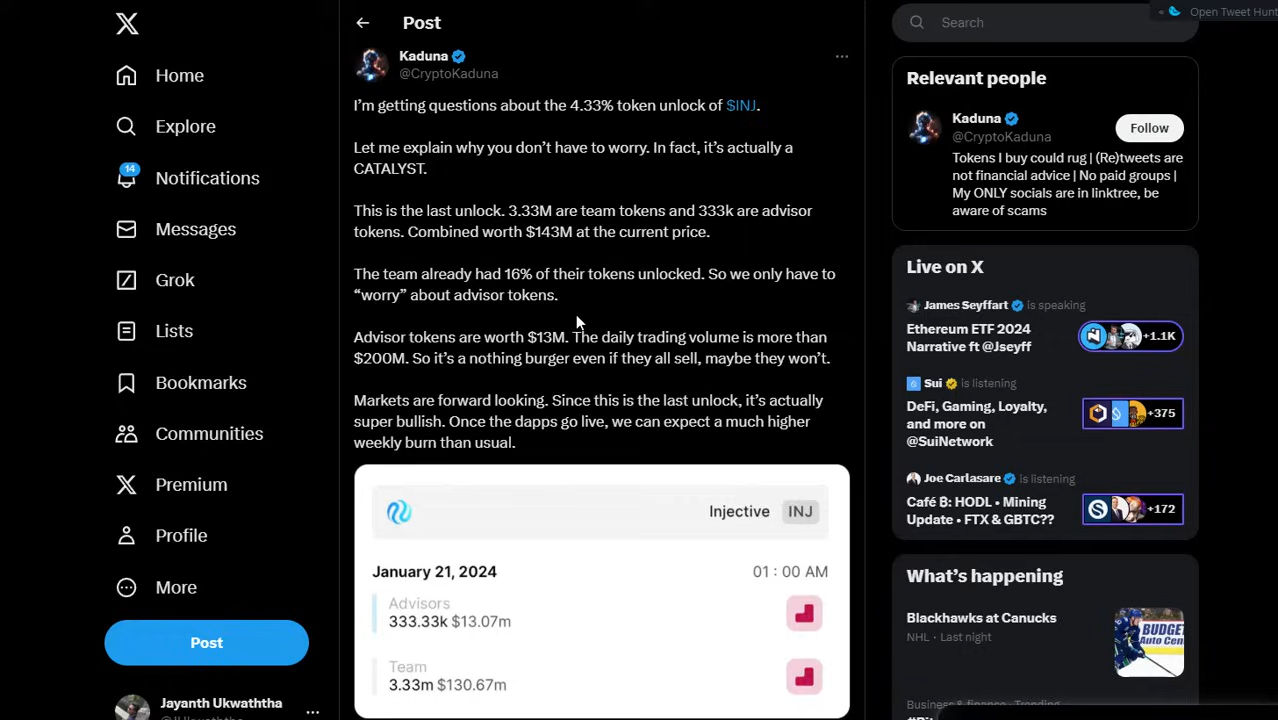 Home
Explore
14
Notifications
Messages
Grok
Lists
Bookmarks
Communities
Premium
Profile
More
Post
Jayanth Ukwaththa
Post
Kaduna
@CryptoKaduna
I'm getting questions about the 4.33% token unlock of $INJ.
Let me explain why you don't have to worry. In fact, it's actually a
CATALYST.
This is the last unlock. 3.33M are team tokens and 333k are advisor
tokens. Combined worth $143M at the current price.
The team already had 16% of their tokens unlocked. So we only have to
“worry” about advisor tokens.
Advisor tokens are worth $13M. The daily trading volume is more than
$200M. So it's a nothing burger even if they all sell, maybe they won't.
Markets are forward looking. Since this is the last unlock, it's actually
super bullish. Once the dapps go live, we can expect a much higher
weekly burn than usual.
Injective INJ
January 21, 2024 01 : 00 AM
Advisors
333.33k $13.07m
Team
3.33m $130.67m
Open Tweet Hunt
Search
Relevant people
Kaduna
@CryptoKaduna
Follow
Tokens I buy could rug | (Re)tweets
are not financial advice | No paid groups |
My ONLY socials are in linktree, be
aware of scams
Live on X
James Seyffart is speaking
Ethereum ETF 2024
Narrative ft @Jseyff
+1.1K
Sui is listening
DeFi, Gaming, Loyalty,
and more on
@SuiNetwork
+375
Joe Carlasare is listening
Café B: HODL • Mining
Update • FTX & GBTC??
+172
What's happening
Blackhawks at Canucks
NHL • Last night
BUDGET
Business & finance · Trending